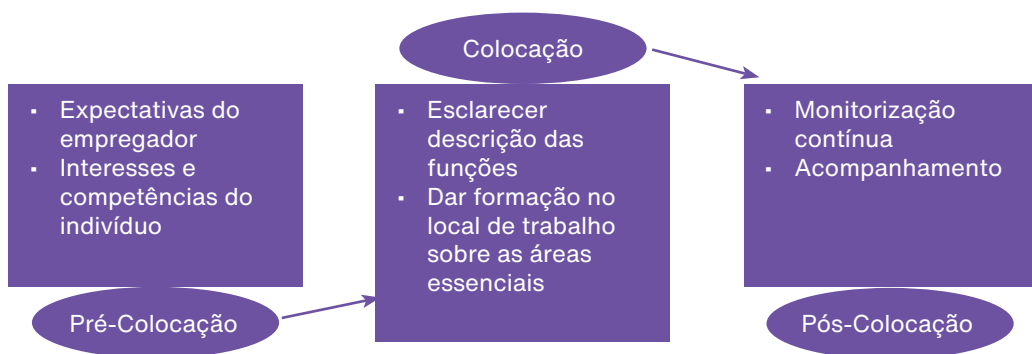 Colocação
▪ Expectativas do
empregador
▪ Interesses e
competências do
indivíduo
Pré-Colocação
▪ Esclarecer
descrição das
funções
▪ Dar formação no
local de trabalho
sobre as áreas
essenciais
▪ Monitorização
contínua
▪ Acompanhamento
Pós-Colocação